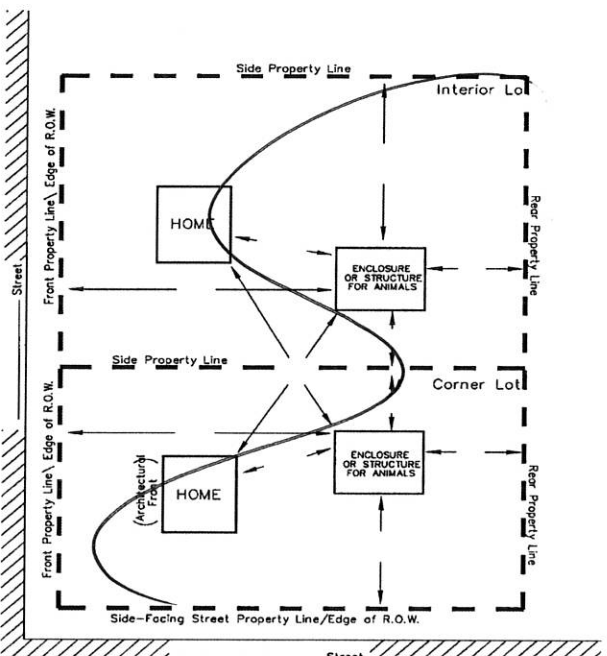 Side Property Line
Interior Lo
Front Property Line\ Edge of R.O.W.
Street
HOME
ENCLOSURE
OR STRUCTURE
FOR ANIMALS
Rear Property Line
Side Property Line
Corner Lot
Front Property Line\ Edge of R.O.W.
(Architectural
Front)
HOME
ENCLOSURE
OR STRUCTURE
FOR ANIMALS
Rear Property Line
Side-Facing Street Property Line/Edge of R.O.W.
Street